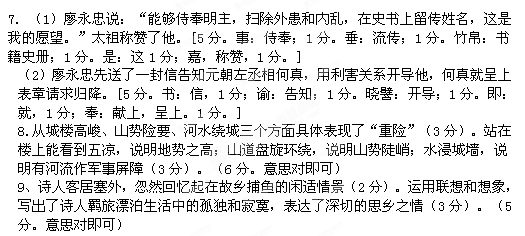 7. （1）廖永忠说：“能够侍奉明主，扫除外患和内乱，在史书上留传姓名，这是
我的愿望。”太祖称赞了他。[5分。事：侍奉；1分。垂：流传；1分。竹帛：书
籍史册；1分。是：这1分；嘉，称赞，1分。]
（2）廖永忠先送了一封信告知元朝左丞相何真，用利害关系开导他，何真就呈上
表章请求归降。[5分。书：信，1分；谕：告知；1分。晓譬：开导；1分。即：
就，1分；奉：献上，呈上。1分。]
8.从城楼高峻、山势险要、河水绕城三个方面具体表现了“重险”（3分）。站在
楼上能看到五凉，说明地势之高；山道盘旋环绕，说明山势陡峭；水浸城墙，说
明有河流作军事屏障（3分）。（6分。意思对即可）
9、诗人客居塞外，忽然回忆起在故乡捕鱼的闲适情景（2分）。运用联想和想象，
写出了诗人羁旅漂泊生活中的孤独和寂寞，表达了深切的思乡之情（3分）。（5
分。意思对即可）